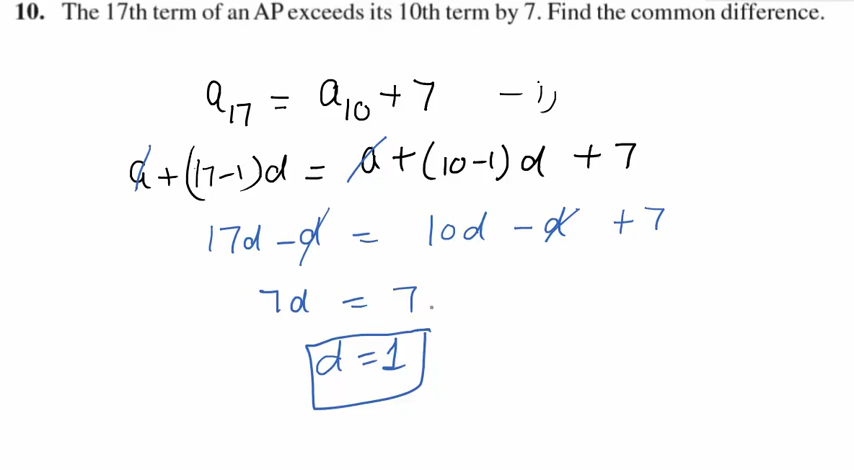 10. The 17th term of an AP exceeds its 10th term by 7. Find the common difference.
a₁₇ = a₁₀ + 7 – i)
a + (17-1)d = a + (10-1) d + 7
17d - d = 10d - d + 7
7d = 7.
d = 1